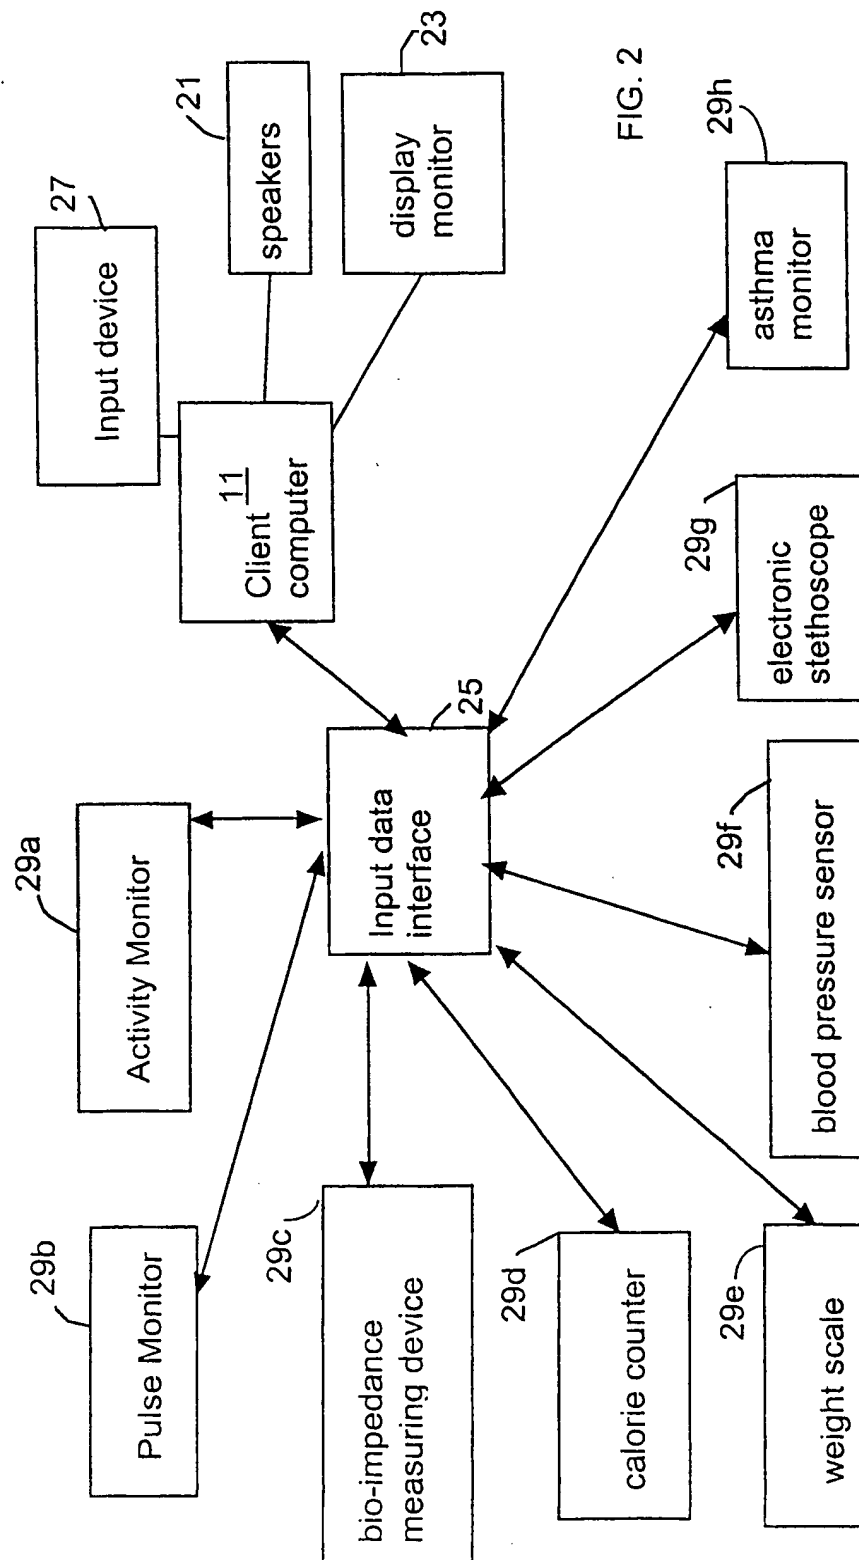 29b
Pulse Monitor
29a
Activity Monitor
27
Input device
21
speakers
11
Client
computer
23
display
monitor
29c
bio-impedance
measuring device
25
Input data
interface
FIG. 2
29d
calorie counter
29e
weight scale
29f
blood pressure sensor
29g
electronic
stethoscope
29h
asthma
monitor